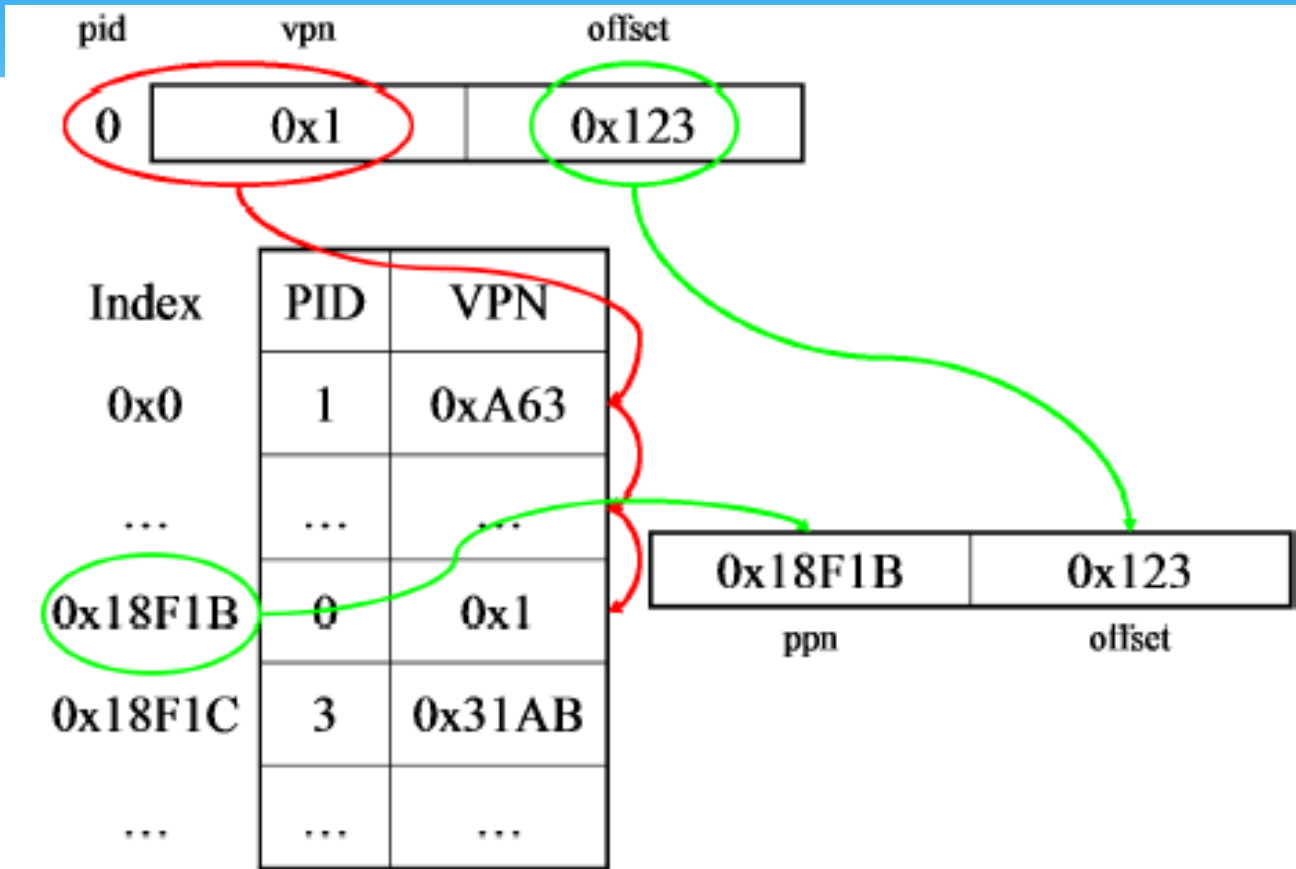 pid vpn offset
0 0x1 0x123
Index PID VPN
0x0 1 0xA63
... ... ...
0x18F1B 0 0x1
0x18F1B 0x123
ppn offset
0x18F1C 3 0x31AB
... ... ...